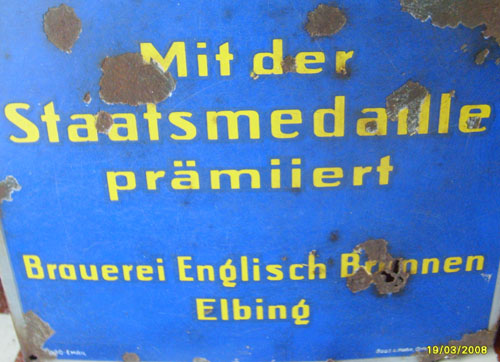 Mit der
Staatsmedaille
prämiiert
Brauerei Englisch Brunnen
Elbing
19/03/2008